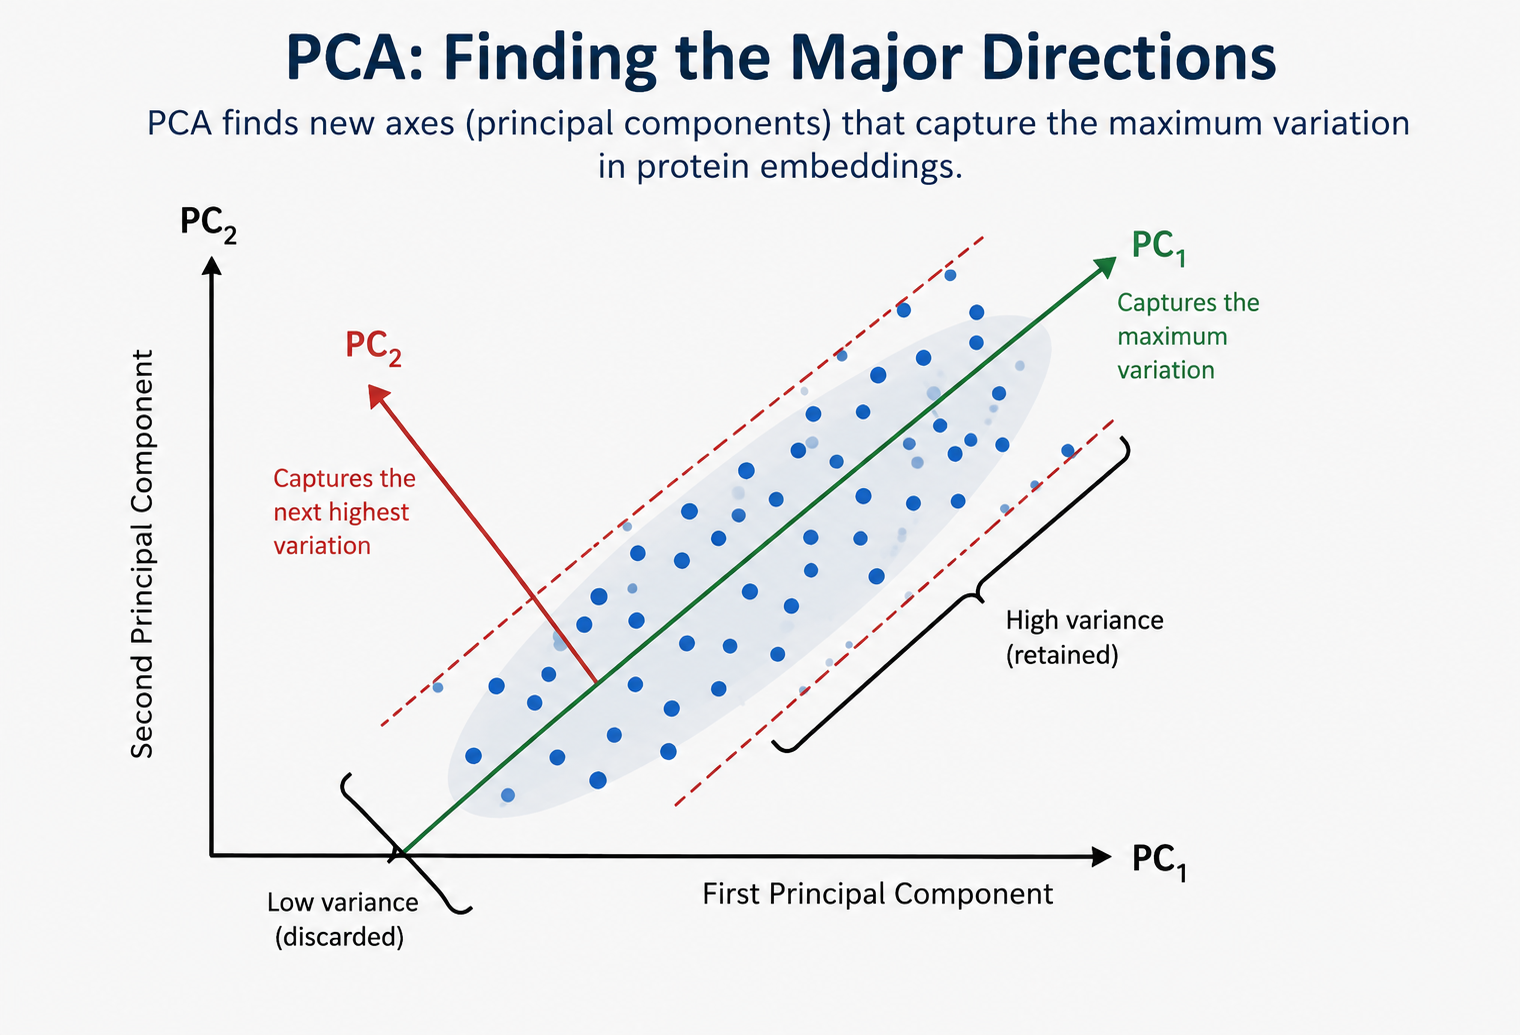 PCA: Finding the Major Directions
PCA finds new axes (principal components) that capture the maximum variation
in protein embeddings.
PC2
PC1
Captures the
maximum
variation
PC2
Captures the
next highest
variation
Second Principal Component
High variance
(retained)
PC1
First Principal Component
Low variance
(discarded)